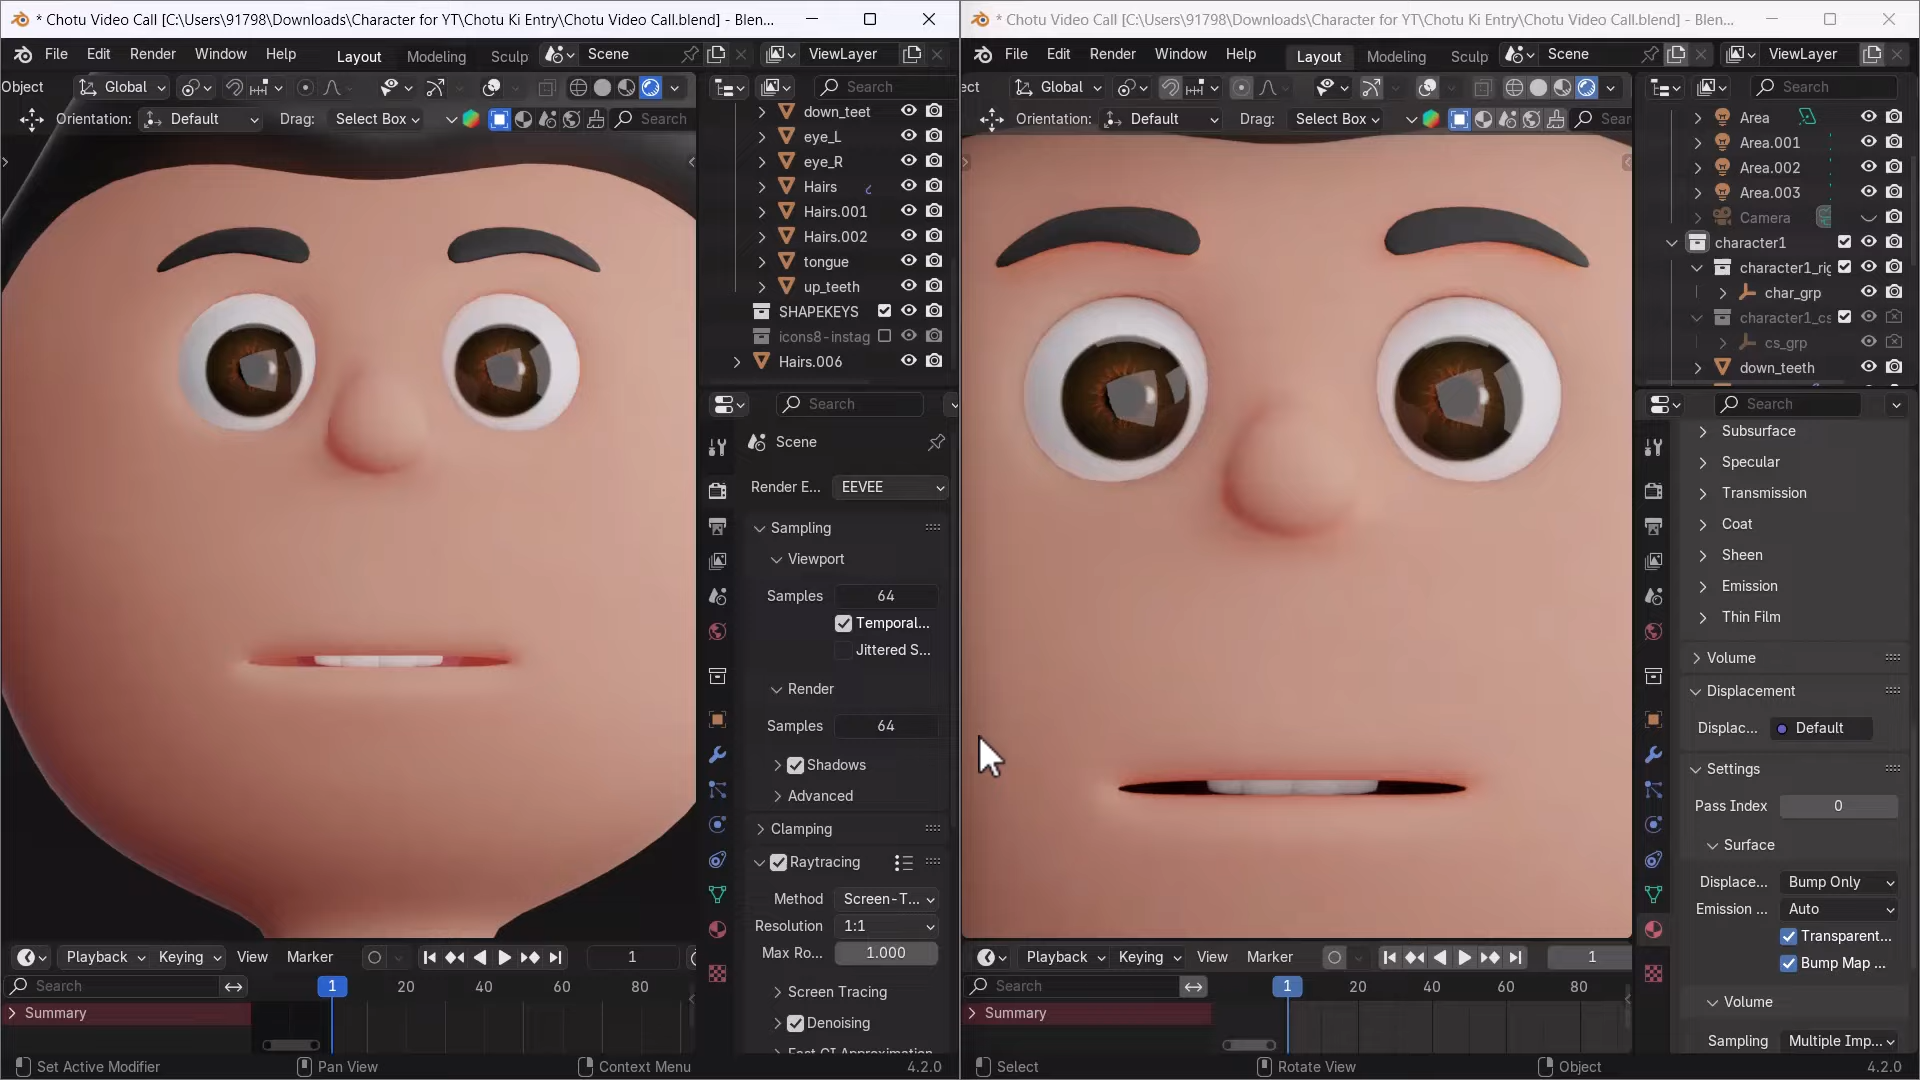 * Chotu Video Call [C:\Users\91798\Downloads\Character for YT\Chotu Ki Entry\Chotu Video Call.blend] - Blen...
File Edit Render Window Help Layout Modeling Sculp Scene ViewLayer
Object Global Search
Orientation: Default Drag: Select Box Search
down_teet
eye_L
eye_R
Hairs
Hairs.001
Hairs.002
tongue
up_teeth
SHAPEKEYS
icons8-instag
Hairs.006
Search
Scene
Render E... EEVEE
Sampling
Viewport
Samples 64
Temporal...
Jittered S...
Render
Samples 64
Shadows
Advanced
Clamping
Raytracing
Method Screen-T...
Resolution 1:1
Max Ro... 1.000
Screen Tracing
Denoising
Playback Keying View Marker 1
Search 1 20 40 60 80
Summary
Set Active Modifier Pan View Context Menu 4.2.0
* Chotu Video Call [C:\Users\91798\Downloads\Character for YT\Chotu Ki Entry\Chotu Video Call.blend] - Blen...
File Edit Render Window Help Layout Modeling Sculp Scene ViewLayer
ect Global Search
Orientation: Default Drag: Select Box Sear
Area
Area.001
Area.002
Area.003
Camera
character1
character1_rig
char_grp
character1_cs
cs_grp
down_teeth
Search
Subsurface
Specular
Transmission
Coat
Sheen
Emission
Thin Film
Volume
Displacement
Displac... Default
Settings
Pass Index 0
Surface
Displace... Bump Only
Emission ... Auto
Transparent...
Bump Map ...
Volume
Sampling Multiple Imp...
Playback Keying View Marker 1
Search 1 20 40 60 80
Summary
Select Rotate View Object 4.2.0